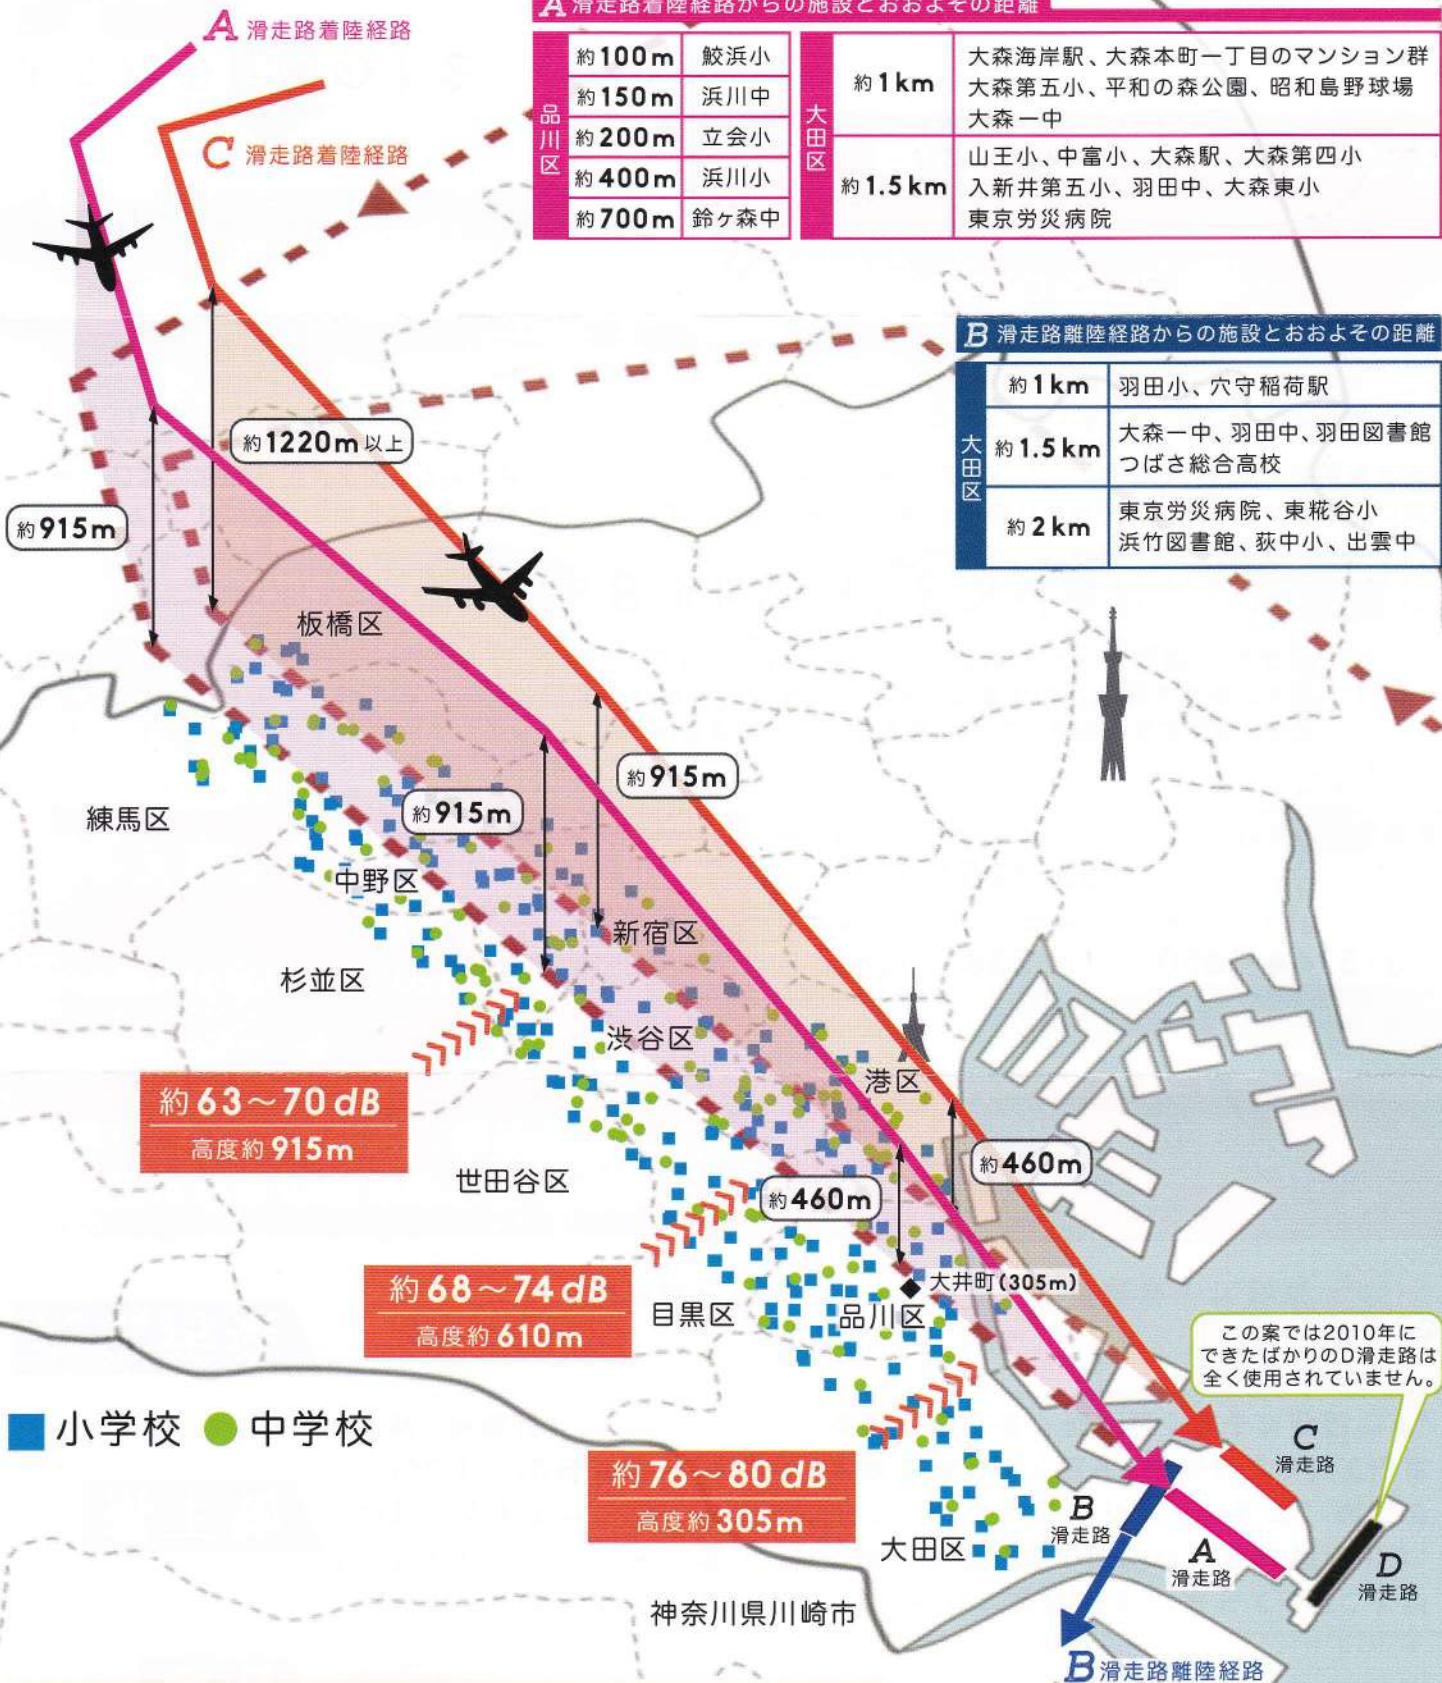 A 滑走路着陸経路からの施設とおおよその距離
A 滑走路着陸経路
C 滑走路着陸経路
品川区
約100m 鮫浜小
約150m 浜川中
約200m 立会小
約400m 浜川小
約700m 鈴ヶ森中
大田区
約1km
大森海岸駅、大森本町一丁目のマンション群
大森第五小、平和の森公園、昭和島野球場
大森一中
約1.5km
山王小、中富小、大森駅、大森第四小
入新井第五小、羽田中、大森東小
東京労災病院
B 滑走路離陸経路からの施設とおおよその距離
大田区
約1km
羽田小、穴守稲荷駅
約1.5km
大森一中、羽田中、羽田図書館
つばさ総合高校
約2km
東京労災病院、東糀谷小
浜竹図書館、荻中小、出雲中
約1220m以上
約915m
板橋区
約915m
約915m
練馬区
中野区
新宿区
杉並区
渋谷区
港区
約63〜70dB
高度約915m
世田谷区
約460m
約460m
大井町(305m)
約68〜74dB
高度約610m
目黒区
品川区
この案では2010年に
できたばかりのD滑走路は
全く使用されていません。
小学校
中学校
C
滑走路
約76〜80dB
高度約305m
B
滑走路
大田区
A
滑走路
D
滑走路
神奈川県川崎市
B 滑走路離陸経路